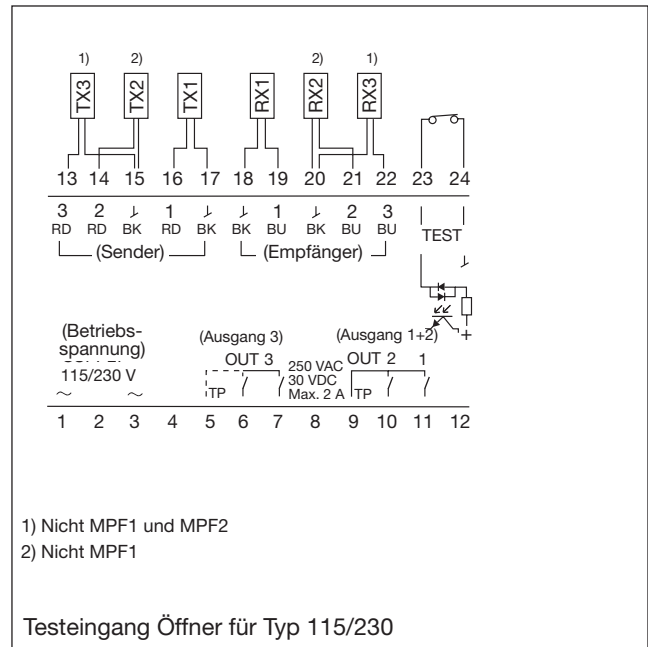 1) 2) 2) 1)
TX3 TX2 TX1 RX1 RX2 RX3
13 14 15 16 17 18 19 20 21 22 23 24
3 2 1 1 2 3
RD RD BK RD BK BK BU BK BU BU
TEST
(Sender) (Empfänger)
+
(Betriebs-
spannung)
115/230 V
~ ~
(Ausgang 3)
OUT 3
TP
250 VAC
30 VDC
Max. 2 A
(Ausgang 1+2)
OUT 2 1
TP
1 2 3 4 5 6 7 8 9 10 11 12
1) Nicht MPF1 und MPF2
2) Nicht MPF1
Testeingang Öffner für Typ 115/230